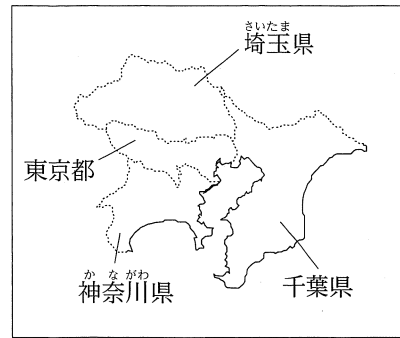 さいたま
埼玉県
東京都
かながわ
神奈川県
千葉県